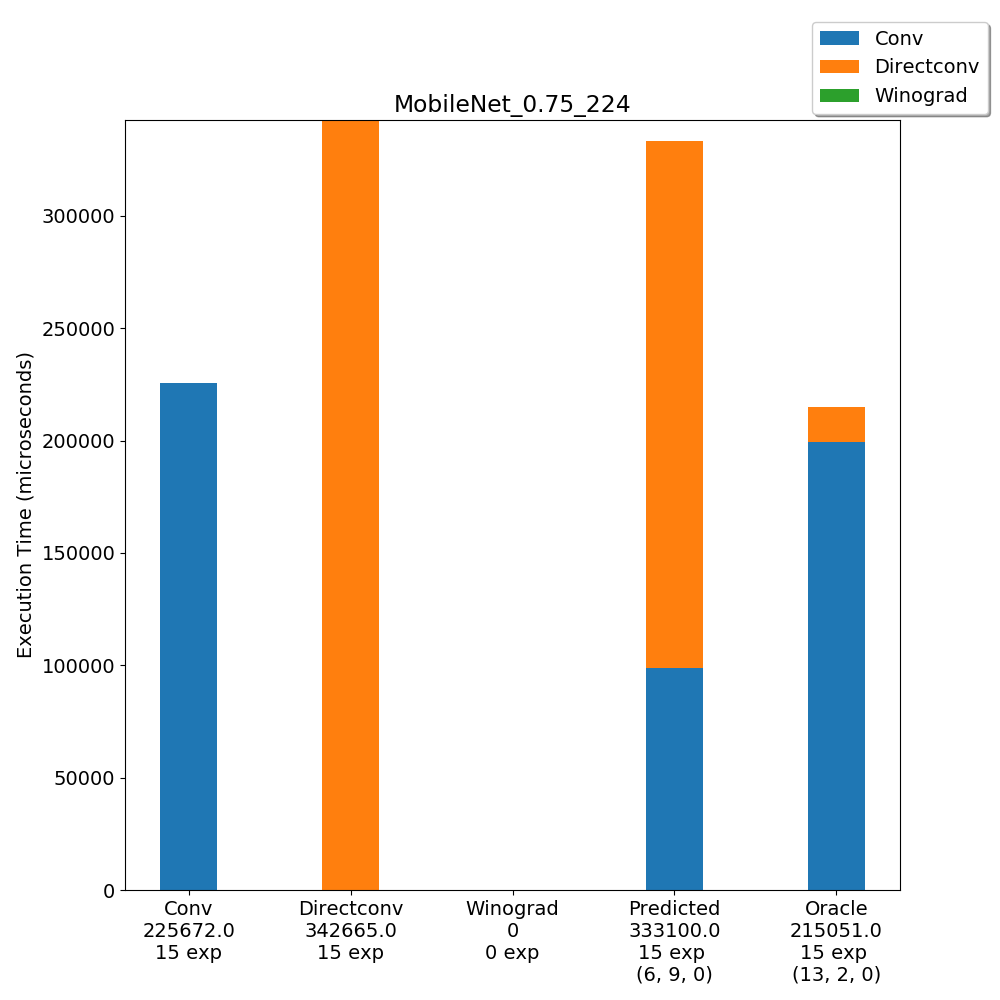 Conv
Directconv
Winograd
MobileNet_0.75_224
Execution Time (microseconds)
300000
250000
200000
150000
100000
50000
0
Conv Directconv Winograd Predicted Oracle
225672.0 342665.0 0 333100.0 215051.0
15 exp 15 exp 0 exp 15 exp 15 exp
(6, 9, 0) (13, 2, 0)